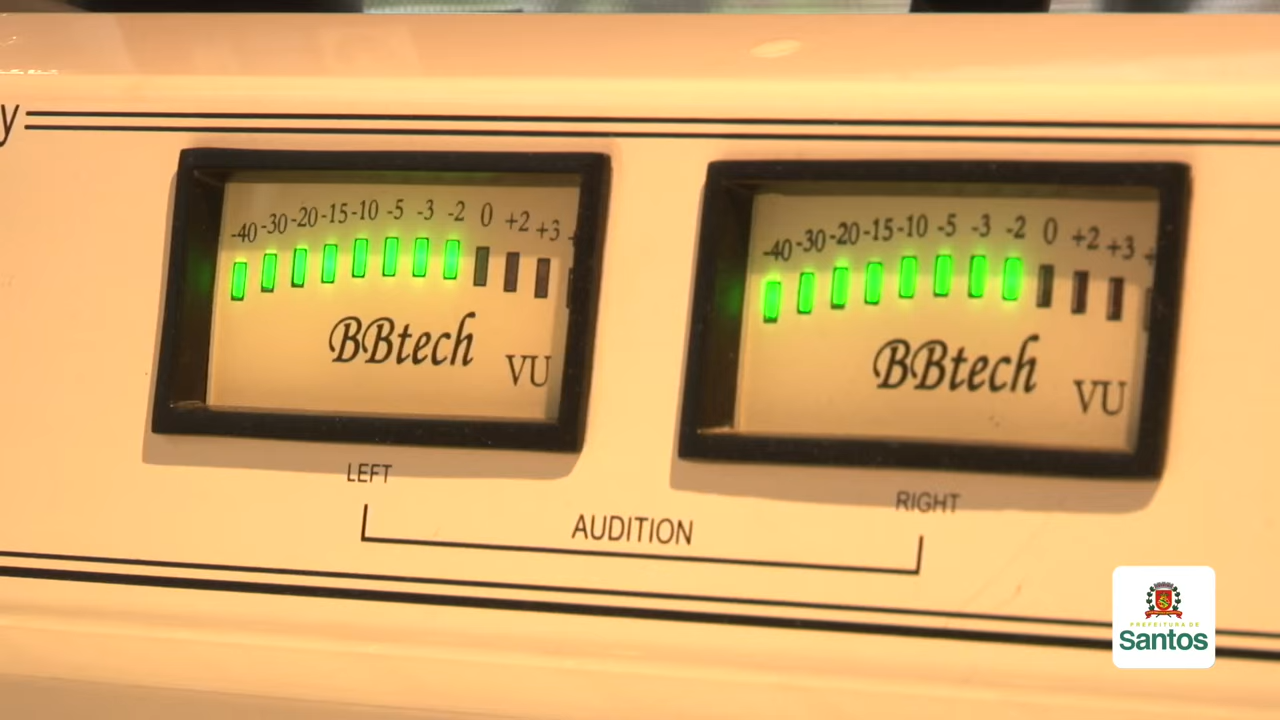 y
-40 -30 -20 -15 -10 -5 -3 -2 0 +2 +3
BBtech
VU
LEFT
-40 -30 -20 -15 -10 -5 -3 -2 0 +2 +3
BBtech
VU
RIGHT
AUDITION
PREFEITURA DE
Santos